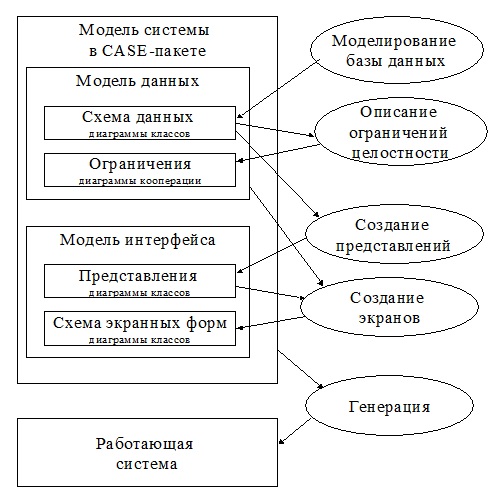 Модель системы
в CASE-пакете
Модель данных
Схема данных
диаграммы классов
Ограничения
диаграммы кооперации
Модель интерфейса
Представления
диаграммы классов
Схема экранных форм
диаграммы классов
Работающая
система
Моделирование
базы данных
Описание
ограничений
целостности
Создание
представлений
Создание
экранов
Генерация